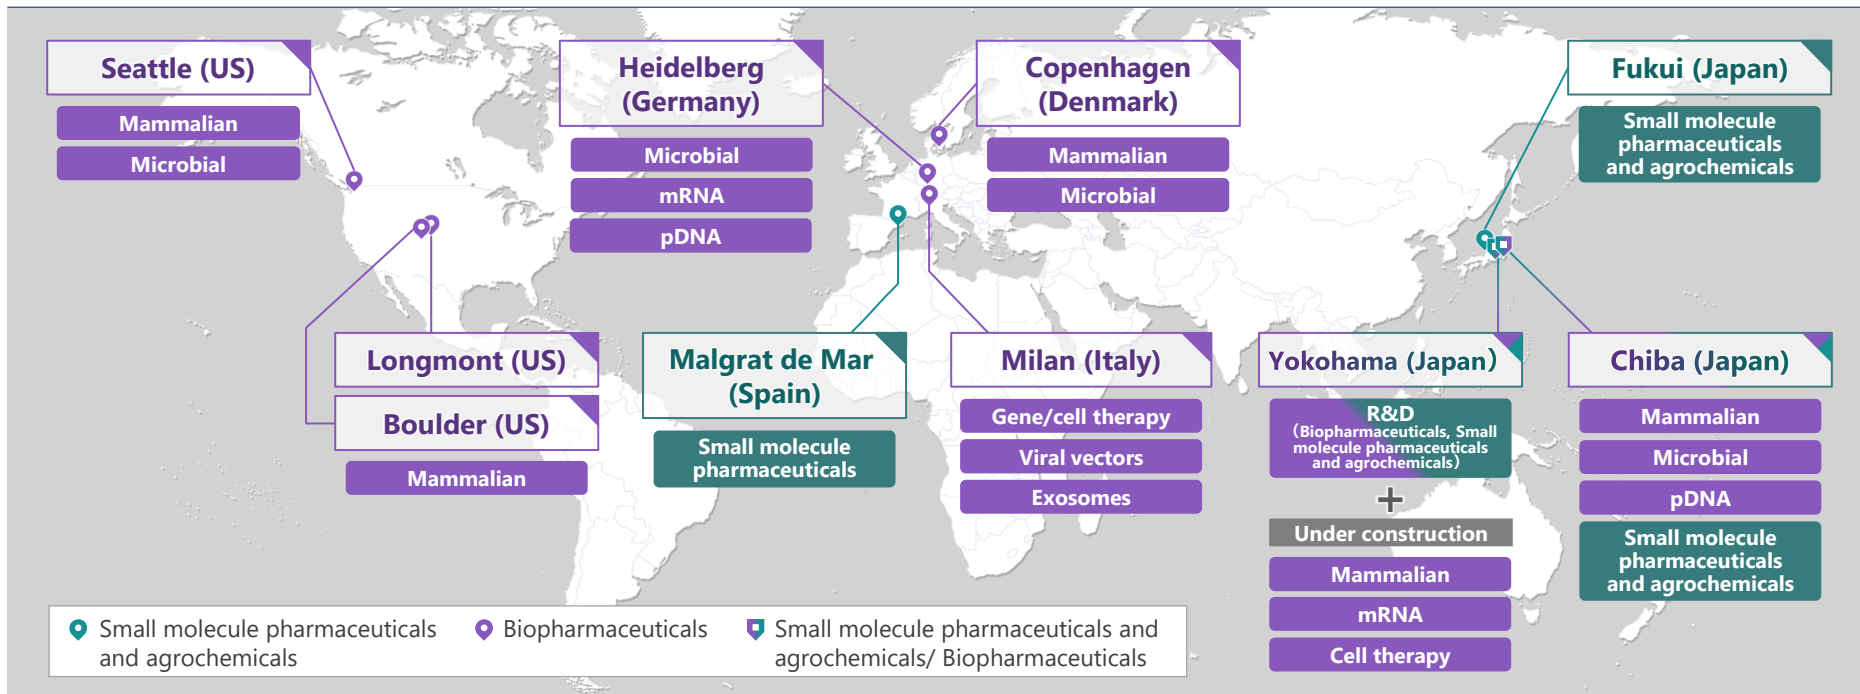 Seattle (US)
Mammalian
Microbial
Heidelberg
(Germany)
Microbial
mRNA
pDNA
Copenhagen
(Denmark)
Mammalian
Microbial
Fukui (Japan)
Small molecule
pharmaceuticals
and agrochemicals
Longmont (US)
Boulder (US)
Mammalian
Malgrat de Mar
(Spain)
Small molecule
pharmaceuticals
Milan (Italy)
Gene/cell therapy
Viral vectors
Exosomes
Yokohama (Japan）
R&D
（Biopharmaceuticals, Small
molecule pharmaceuticals
and agrochemicals）
+
Under construction
Mammalian
mRNA
Cell therapy
Chiba (Japan)
Mammalian
Microbial
pDNA
Small molecule
pharmaceuticals
and agrochemicals
Small molecule pharmaceuticals
and agrochemicals
Biopharmaceuticals
Small molecule pharmaceuticals and
agrochemicals/ Biopharmaceuticals